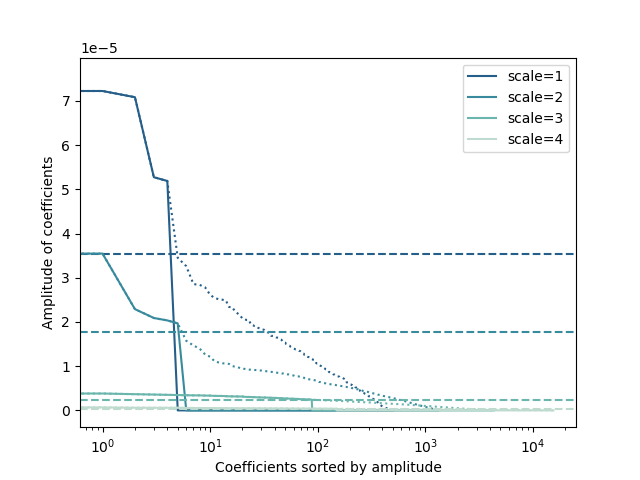 1e−5
7
6
5
4
3
2
1
0
Amplitude of coefficients
10^0
10^1
10^2
10^3
10^4
Coefficients sorted by amplitude
scale=1
scale=2
scale=3
scale=4